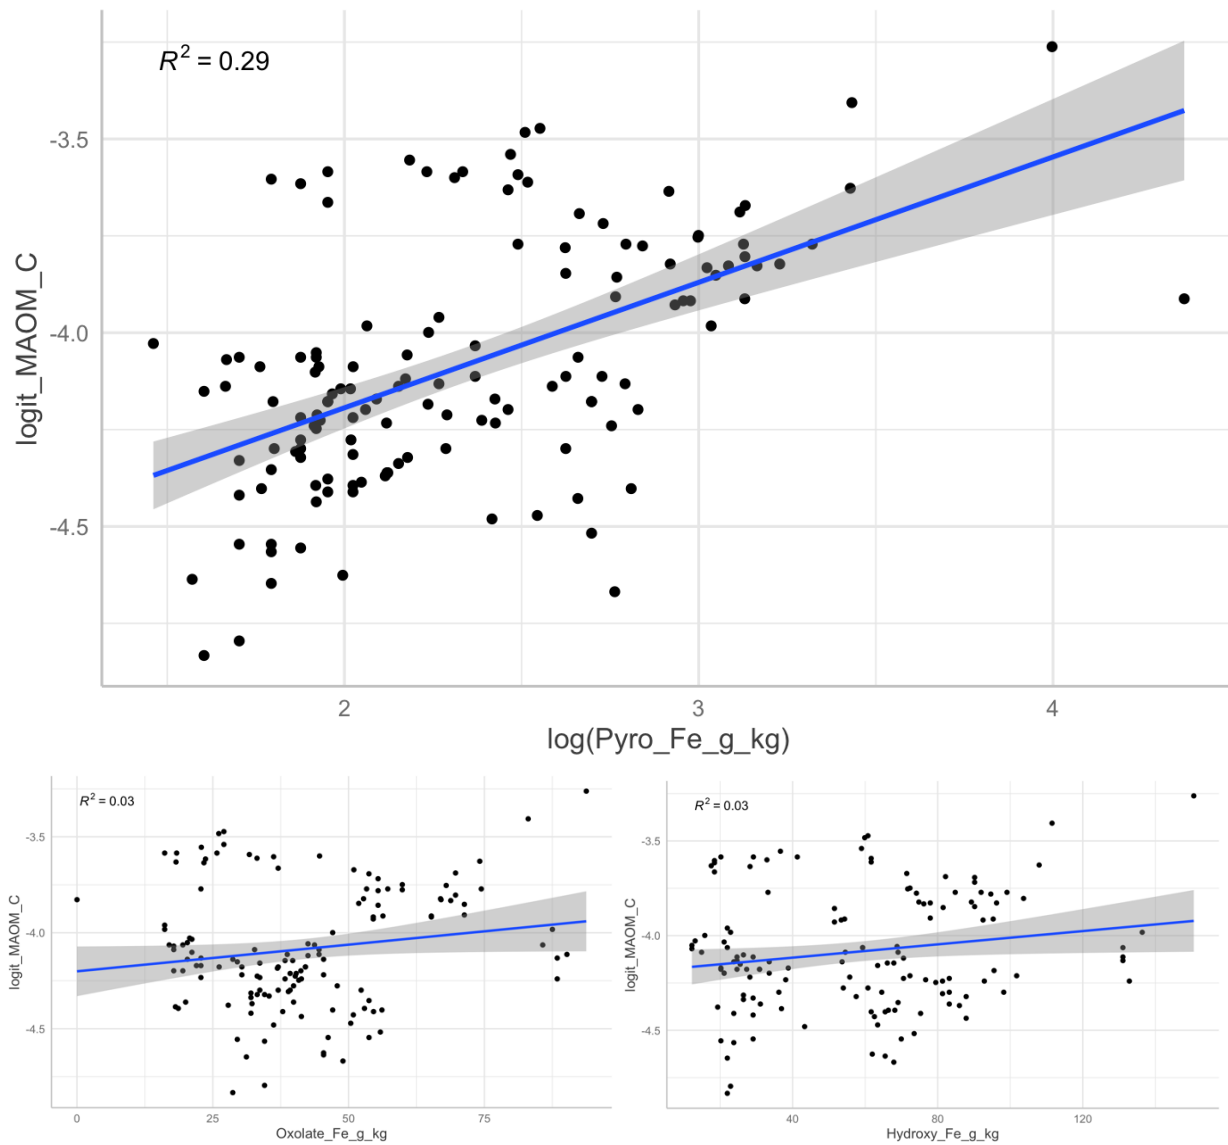 R² = 0.29
logit_MAOM_C
-3.5
-4.0
-4.5
2 3 4
log(Pyro_Fe_g_kg)
R² = 0.03
logit_MAOM_C
-3.5
-4.0
-4.5
0 25 50 75
Oxolate_Fe_g_kg
R² = 0.03
logit_MAOM_C
-3.5
-4.0
-4.5
40 80 120
Hydroxy_Fe_g_kg